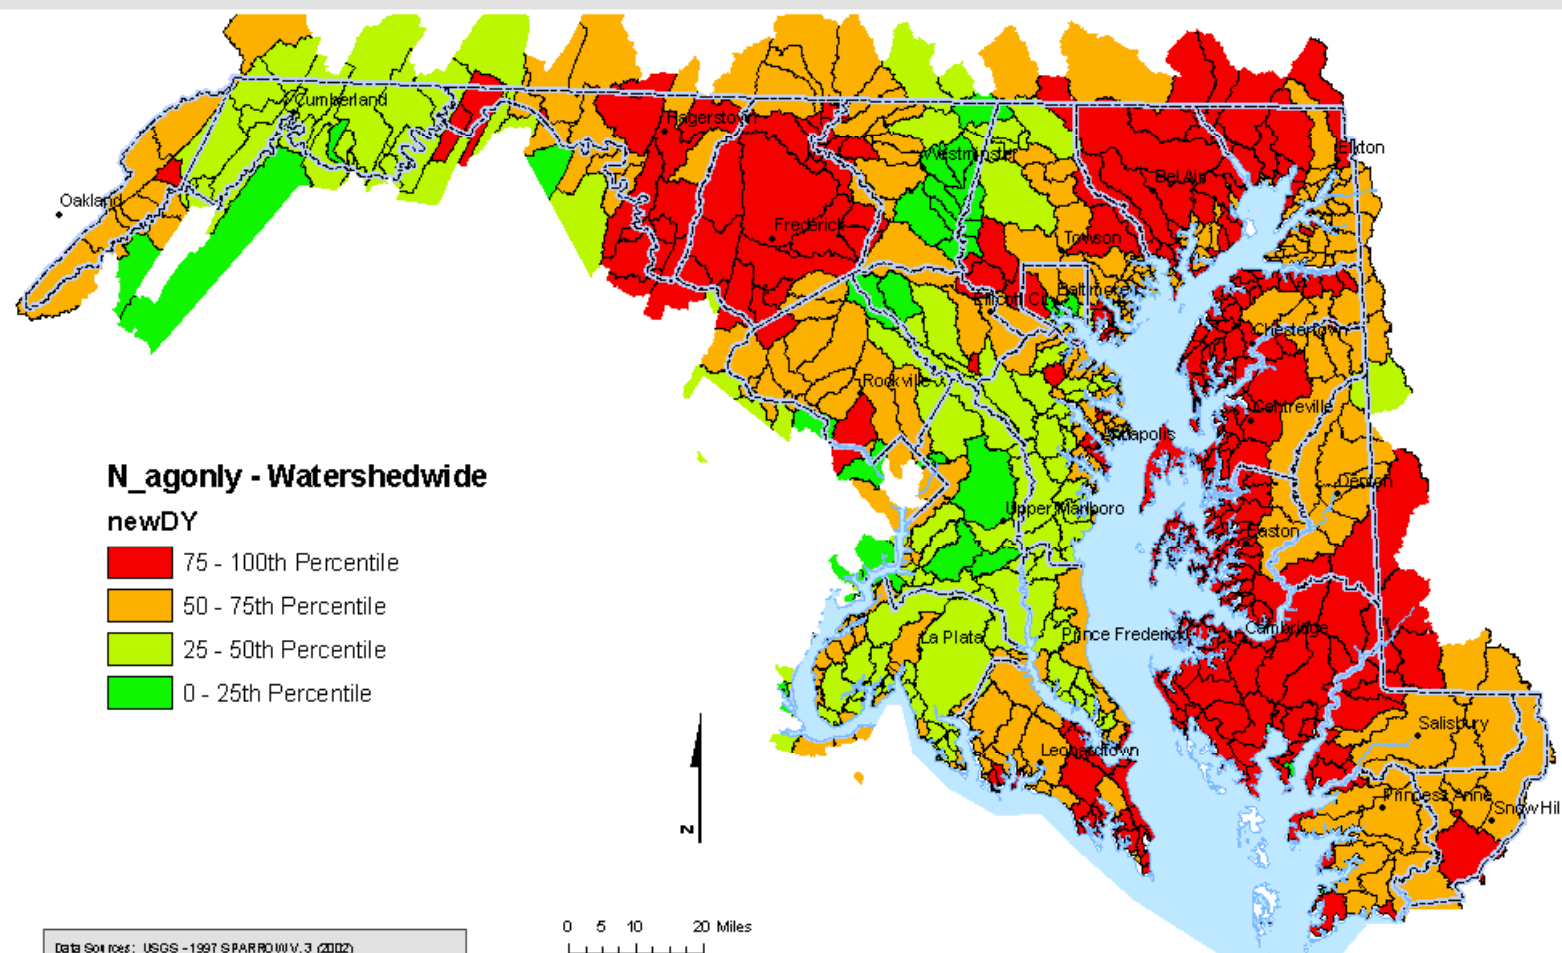 Cumberland
Hagerstown
Elkton
Westminster
Bel Air
Oakland
Frederick
Towson
Baltimore
Ellicott City
Chestertown
Rockville
Centreville
Annapolis
N_agonly - Watershedwide
newDY
Denton
Upper Marlboro
Easton
75 - 100th Percentile
50 - 75th Percentile
25 - 50th Percentile
0 - 25th Percentile
La Plata
Prince Frederick
Cambridge
Salisbury
Leonardtown
Princess Anne
Snow Hil
N
0 5 10 20 Miles
Data Sources: USGS - 1997 SPARROW V. 3 (2002)